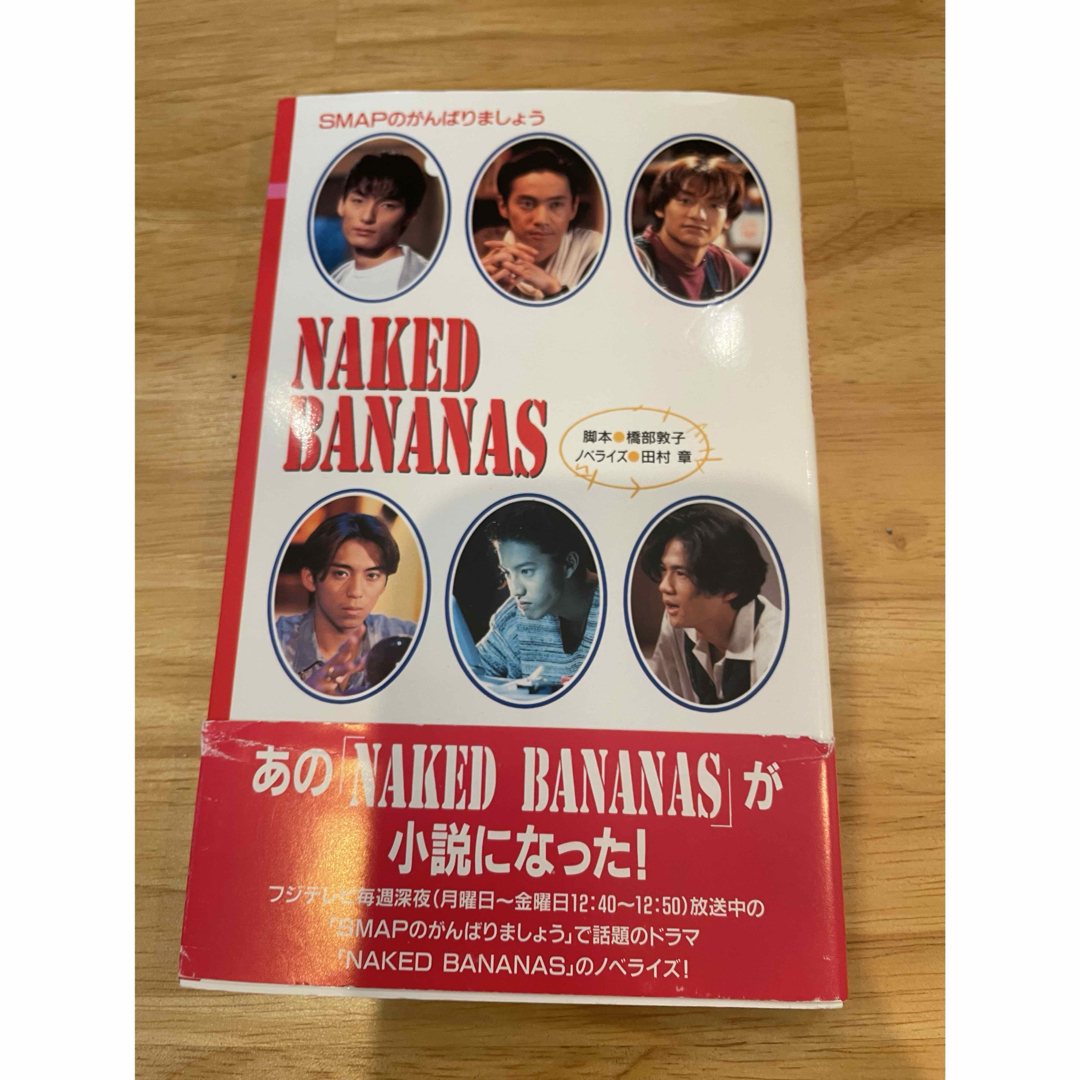 SMAPのがんばりましょう
NAKED
BANANAS
脚本●橋部敦子
ノベライズ●田村 章
あの「NAKED BANANAS」が
小説になった!
フジテレビ毎週深夜(月曜日~金曜日12:40~12:50)放送中の
「SMAPのがんばりましょう」で話題のドラマ
「NAKED BANANAS」のノベライズ!